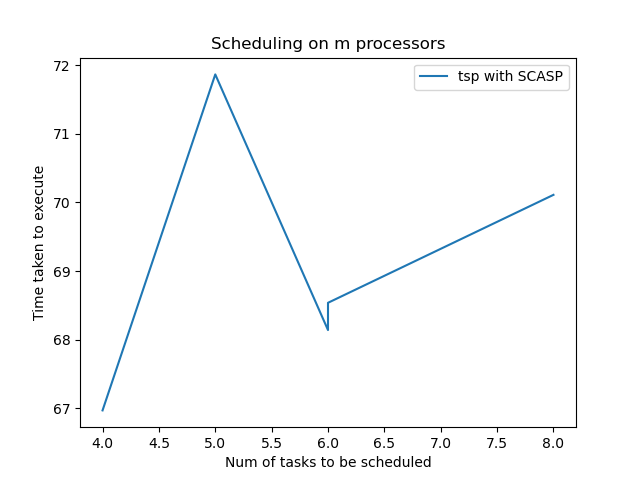 Scheduling on m processors
tsp with SCASP
Time taken to execute
72
71
70
69
68
67
4.0 4.5 5.0 5.5 6.0 6.5 7.0 7.5 8.0
Num of tasks to be scheduled